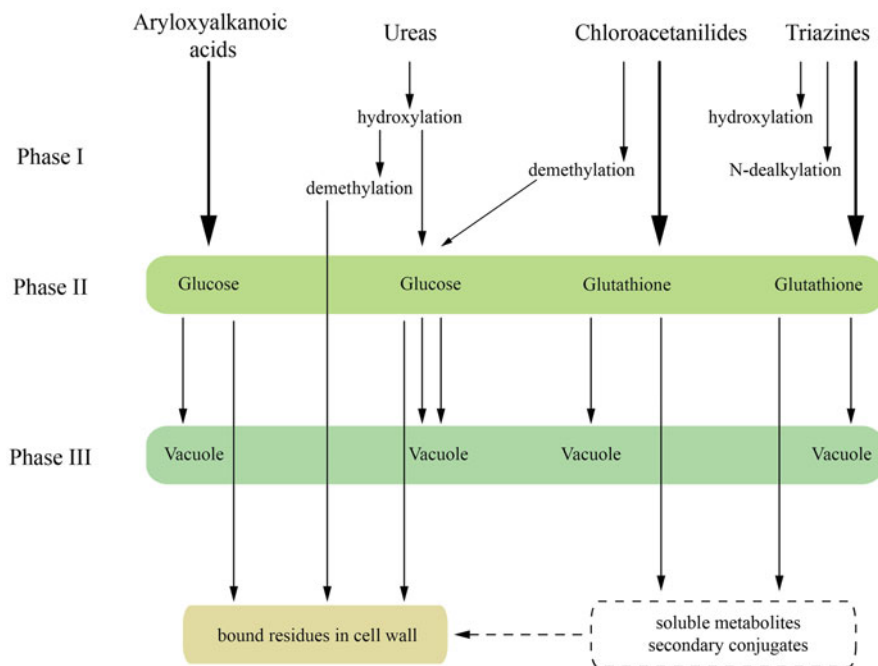 Aryloxyalkanoic
acids
Ureas
Chloroacetanilides
Triazines
Phase I
hydroxylation
demethylation
demethylation
hydroxylation
N-dealkylation
Phase II
Glucose
Glucose
Glutathione
Glutathione
Phase III
Vacuole
Vacuole
Vacuole
Vacuole
bound residues in cell wall
soluble metabolites
secondary conjugates